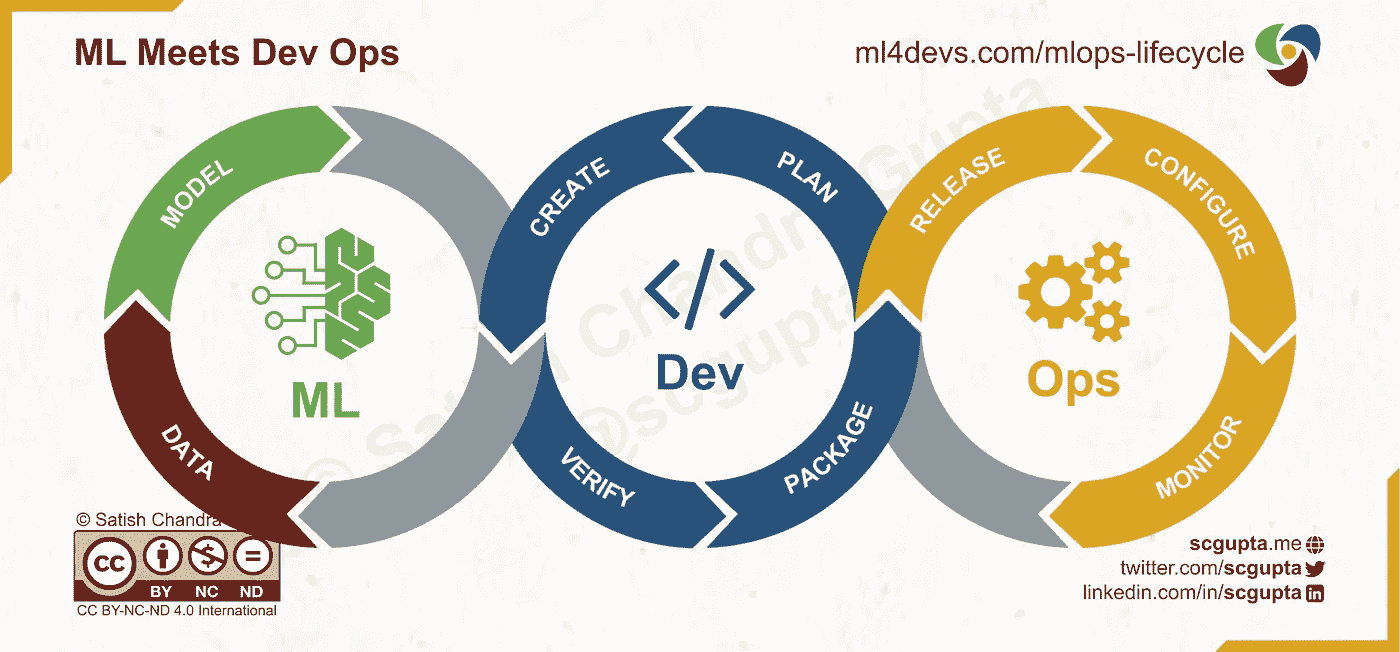 ML Meets Dev Ops
ml4devs.com/mlops-lifecycle
MODEL
DATA
ML
CREATE
PLAN
VERIFY
PACKAGE
</> Dev
RELEASE
CONFIGURE
MONITOR
Ops
© Satish Chandra Gupta
@scgupta
© Satish Chandra
CC
BY NC ND
CC BY-NC-ND 4.0 International
scgupta.me
twitter.com/scgupta
linkedin.com/in/scgupta
in